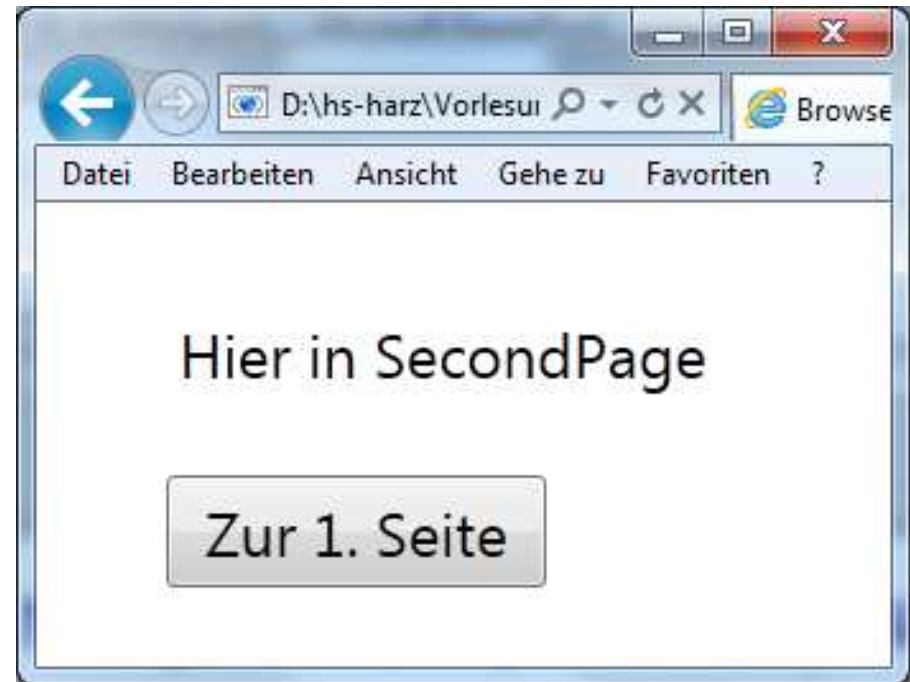 D:\hs-harz\Vorlesu
Browse
Datei Bearbeiten Ansicht Gehe zu Favoriten ?
Hier in SecondPage
Zur 1. Seite